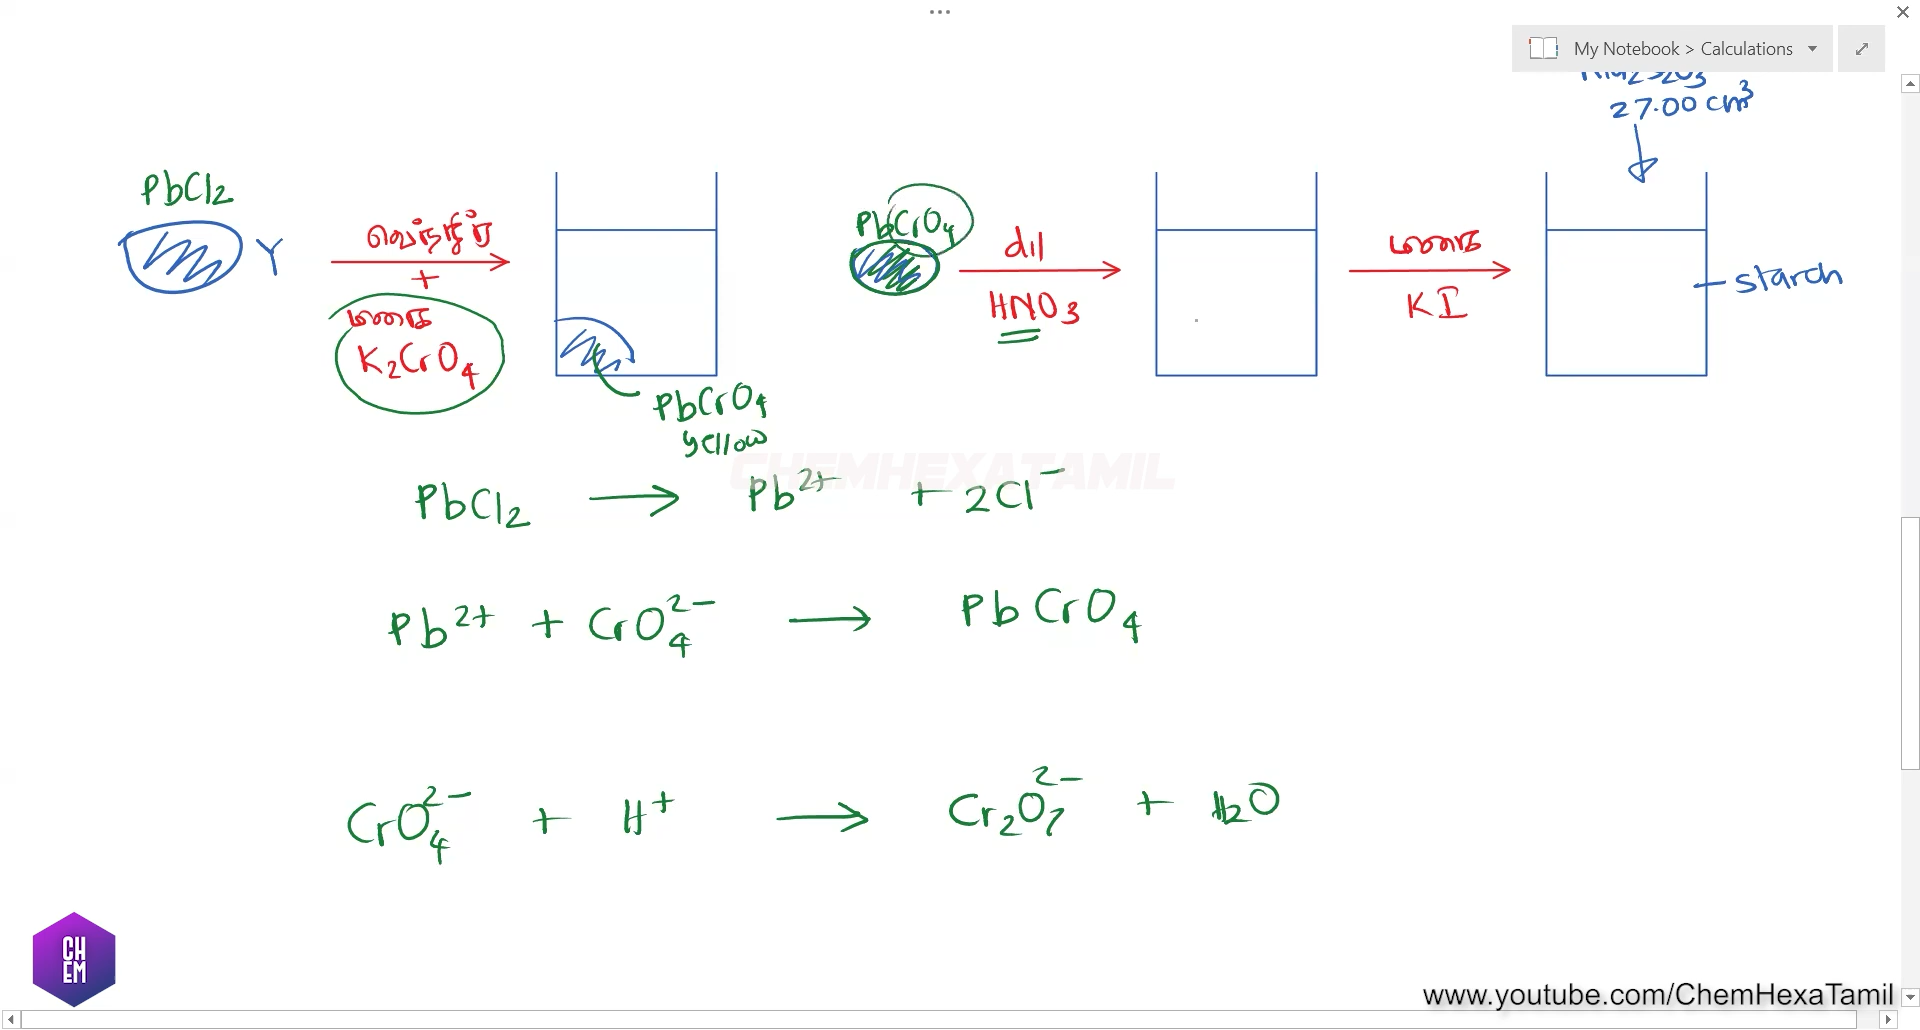 My Notebook > Calculations
27.00 cm³
PbCl₂
Y
வெந்நீர்
+
மிகை
K₂CrO₄
PbCrO₄
yellow
PbCrO₄
dil
HNO₃
மிகை
KI
starch
CHEMHEXATAMIL
PbCl₂ → Pb²⁺ + 2Cl⁻
Pb²⁺ + CrO₄²⁻ → PbCrO₄
CrO₄²⁻ + H⁺ → Cr₂O₇²⁻ + H₂O
CH
EM
www.youtube.com/ChemHexaTamil